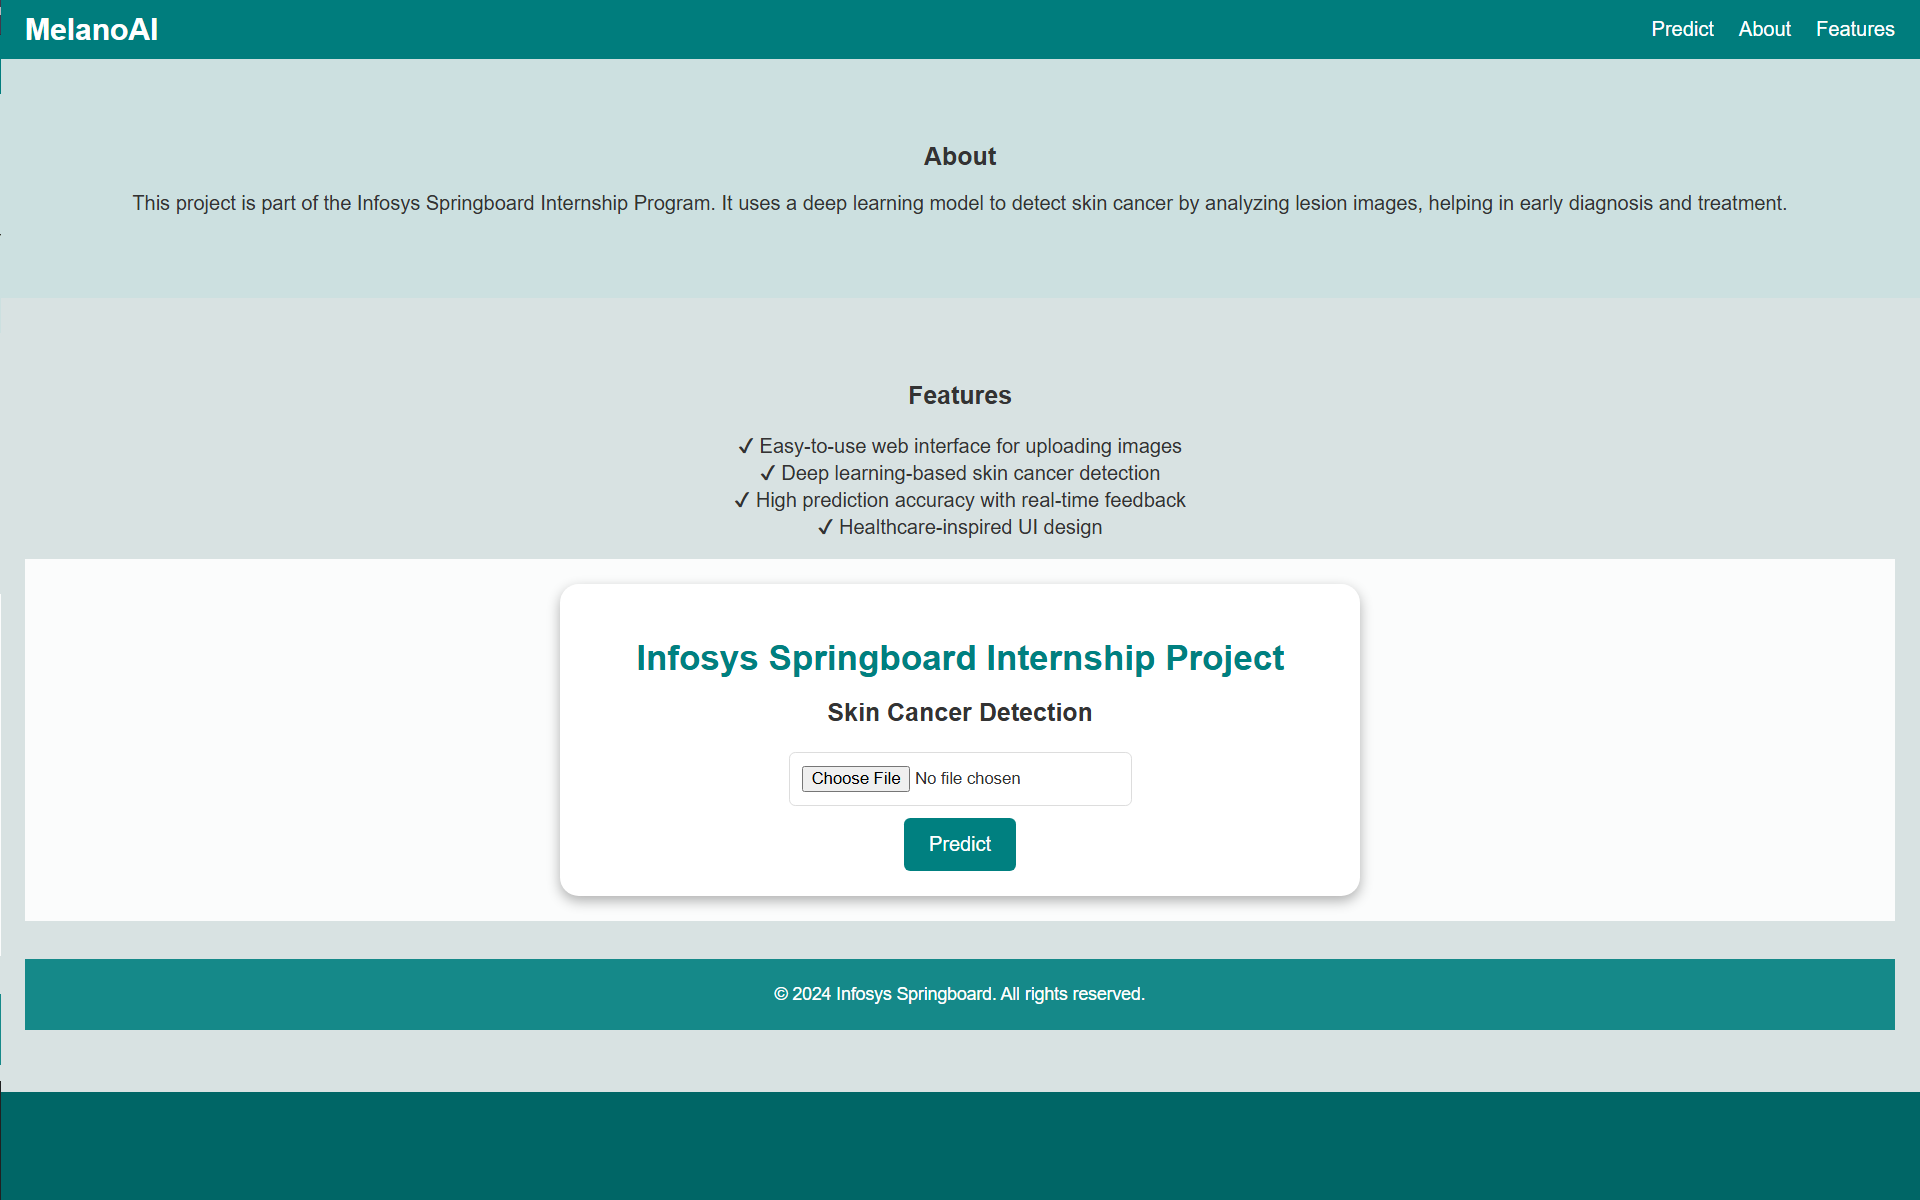 MelanoAI
Predict About Features
About
This project is part of the Infosys Springboard Internship Program. It uses a deep learning model to detect skin cancer by analyzing lesion images, helping in early diagnosis and treatment.
Features
✓ Easy-to-use web interface for uploading images
✓ Deep learning-based skin cancer detection
✓ High prediction accuracy with real-time feedback
✓ Healthcare-inspired UI design
Infosys Springboard Internship Project
Skin Cancer Detection
Choose File No file chosen
Predict
© 2024 Infosys Springboard. All rights reserved.